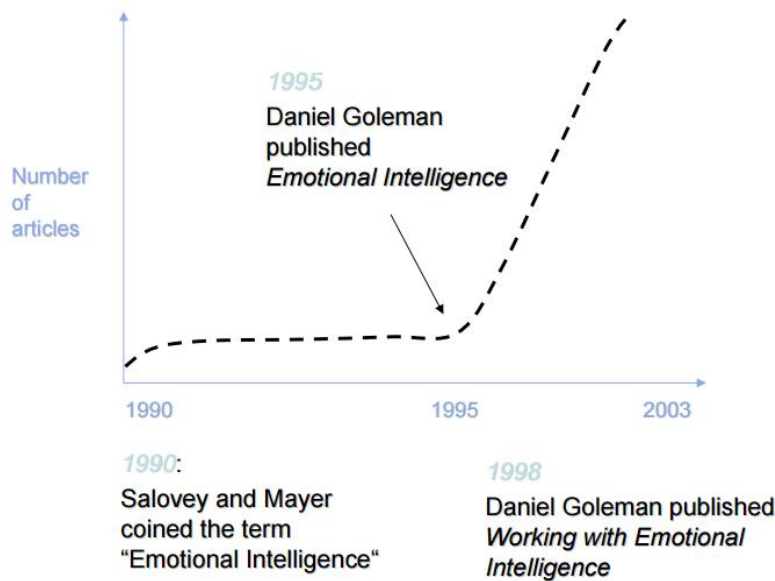 1995
Daniel Goleman
published
Emotional Intelligence
Number
of
articles
1990
1995
2003
1990:
Salovey and Mayer
coined the term
“Emotional Intelligence“
1998
Daniel Goleman published
Working with Emotional
Intelligence